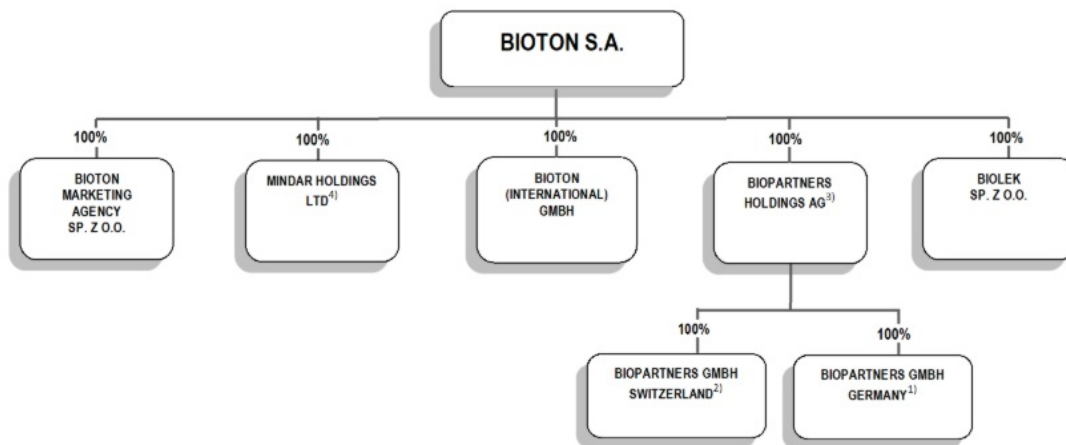 BIOTON S.A.
100%
100%
100%
100%
100%
BIOTON
MARKETING
AGENCY
SP. Z O.O.
MINDAR HOLDINGS
LTD4)
BIOTON
(INTERNATIONAL)
GMBH
BIOPARTNERS
HOLDINGS AG3)
BIOLEK
SP. Z O.O.
100%
100%
BIOPARTNERS GMBH
SWITZERLAND2)
BIOPARTNERS GMBH
GERMANY1)